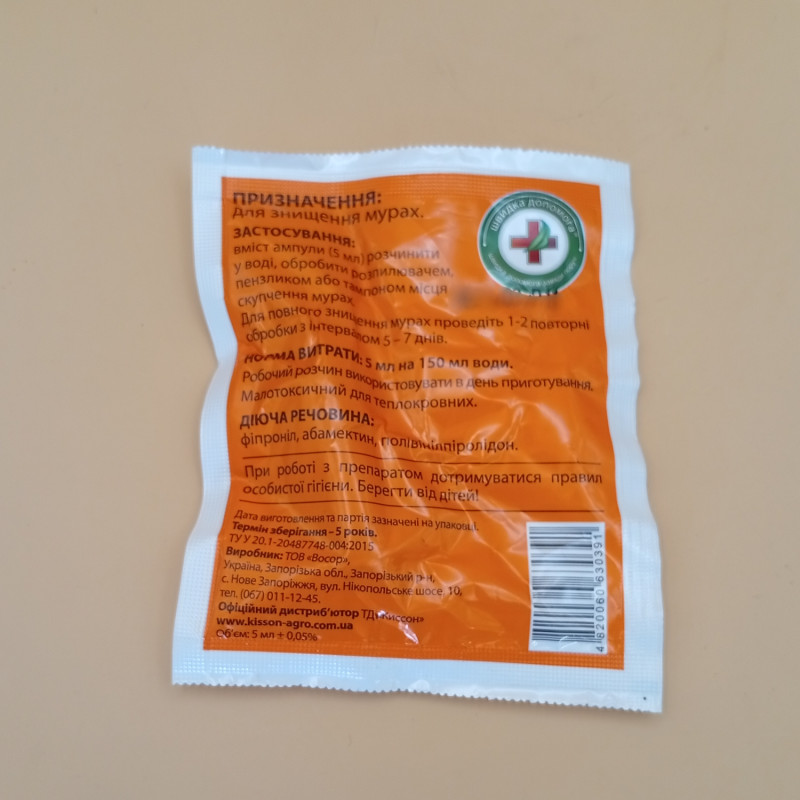 ПРИЗНАЧЕННЯ:
для знищення мурах.
ЗАСТОСУВАННЯ:
вміст ампули (5 мл) розчинити
у воді, обробити розпилювачем,
пензликом або тампоном місця
скупчення мурах.
Для повного знищення мурах проведіть 1-2 повторні
обробки з інтервалом 5 – 7 днів.
НОРМА ВИТРАТИ: 5 мл на 150 мл води.
Робочий розчин використовувати в день приготування.
Малотоксичний для теплокровних.
ДІЮЧА РЕЧОВИНА:
фіпроніл, абамектин, полівінілпіролідон.
При роботі з препаратом дотримуватися правил
особистої гігієни. Берегти від дітей!
Дата виготовлення та партія зазначені на упаковці.
Термін зберігання – 5 років.
ТУ У 20.1-20487748-004:2015
Виробник: ТОВ «Восор»,
Україна, Запорізька обл., Запорізький р-н,
с. Нове Запоріжжя, вул. Нікопольське шосе, 10,
тел. (067) 011-12-45.
Офіційний дистриб'ютор ТД «Киссон»
www.kisson-agro.com.ua
Об'єм: 5 мл ± 0,05%
швидка допомога
4 820060 630391